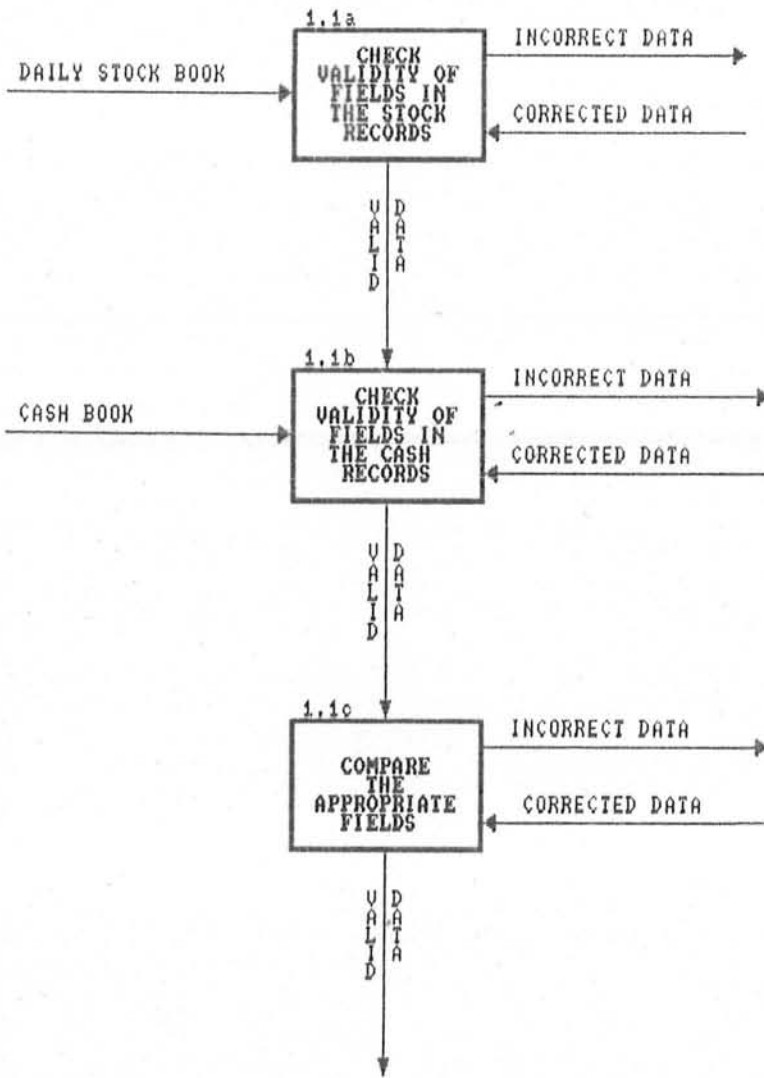 1.1a
INCORRECT DATA
DAILY STOCK BOOK
CHECK
VALIDITY OF
FIELDS IN
THE STOCK
RECORDS
CORRECTED DATA
VALID
DATA
1.1b
INCORRECT DATA
CASH BOOK
CHECK
VALIDITY OF
FIELDS IN
THE CASH
RECORDS
CORRECTED DATA
VALID
DATA
1.1c
INCORRECT DATA
COMPARE
THE
APPROPRIATE
FIELDS
CORRECTED DATA
VALID
DATA